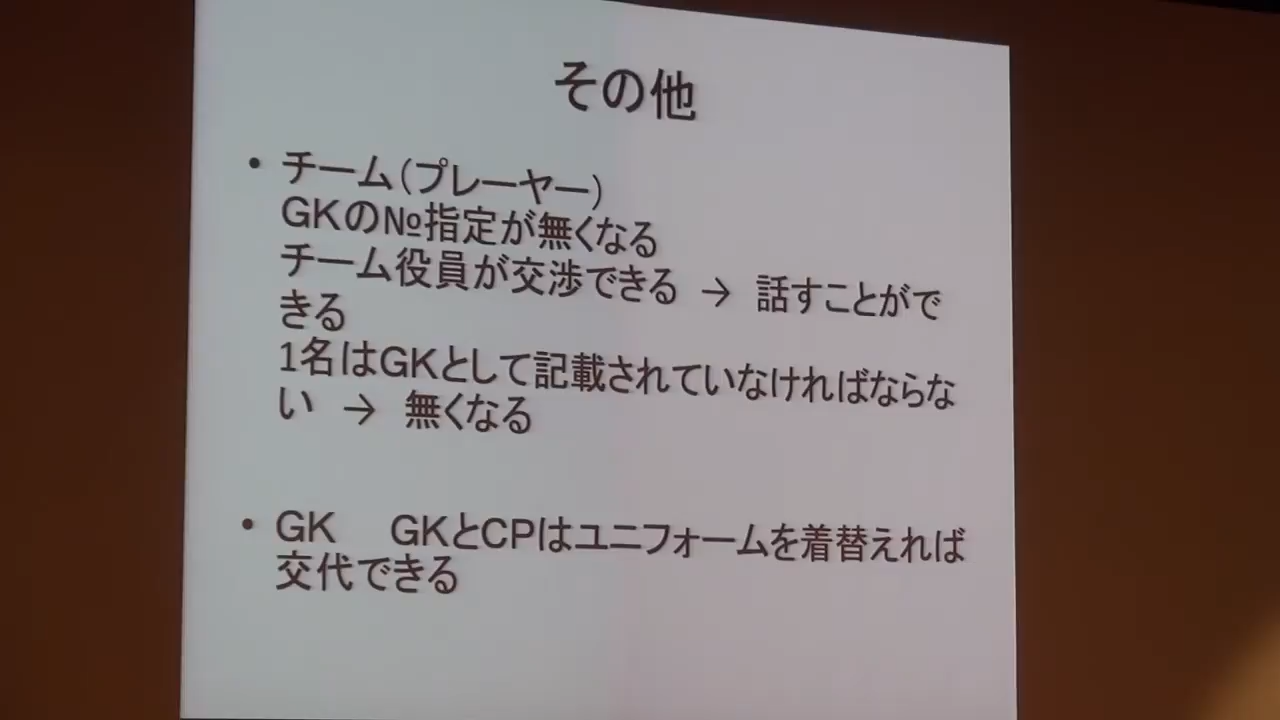 その他
• チーム（プレーヤー）
GKの№指定が無くなる
チーム役員が交渉できる → 話すことがで
きる
1名はGKとして記載されていなければならな
い → 無くなる
• GK　GKとCPはユニフォームを着替えれば
交代できる